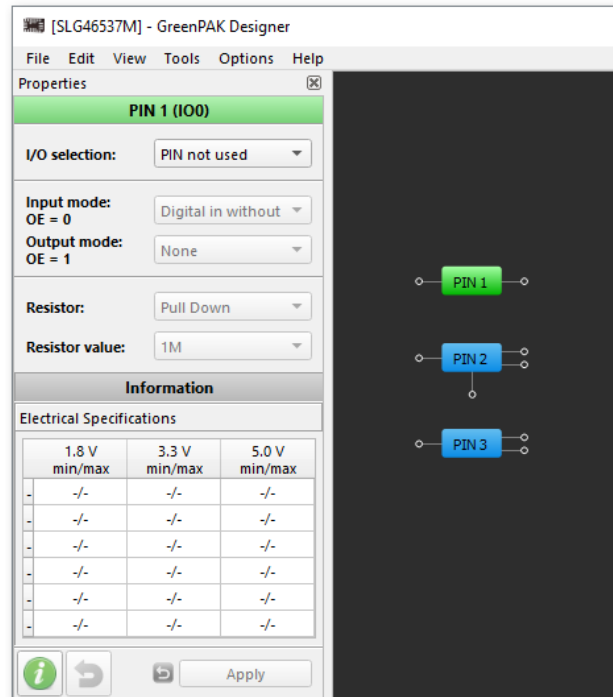 [SLG46537M] - GreenPAK Designer
File Edit View Tools Options Help
Properties
PIN 1 (IO0)
I/O selection: PIN not used
Input mode:
OE = 0
Digital in without
Output mode:
OE = 1
None
Resistor: Pull Down
Resistor value: 1M
Information
Electrical Specifications
1.8 V 3.3 V 5.0 V
min/max min/max min/max
- -/- -/- -/-
- -/- -/- -/-
- -/- -/- -/-
- -/- -/- -/-
- -/- -/- -/-
- -/- -/- -/-
i
Apply
PIN 1
PIN 2
PIN 3